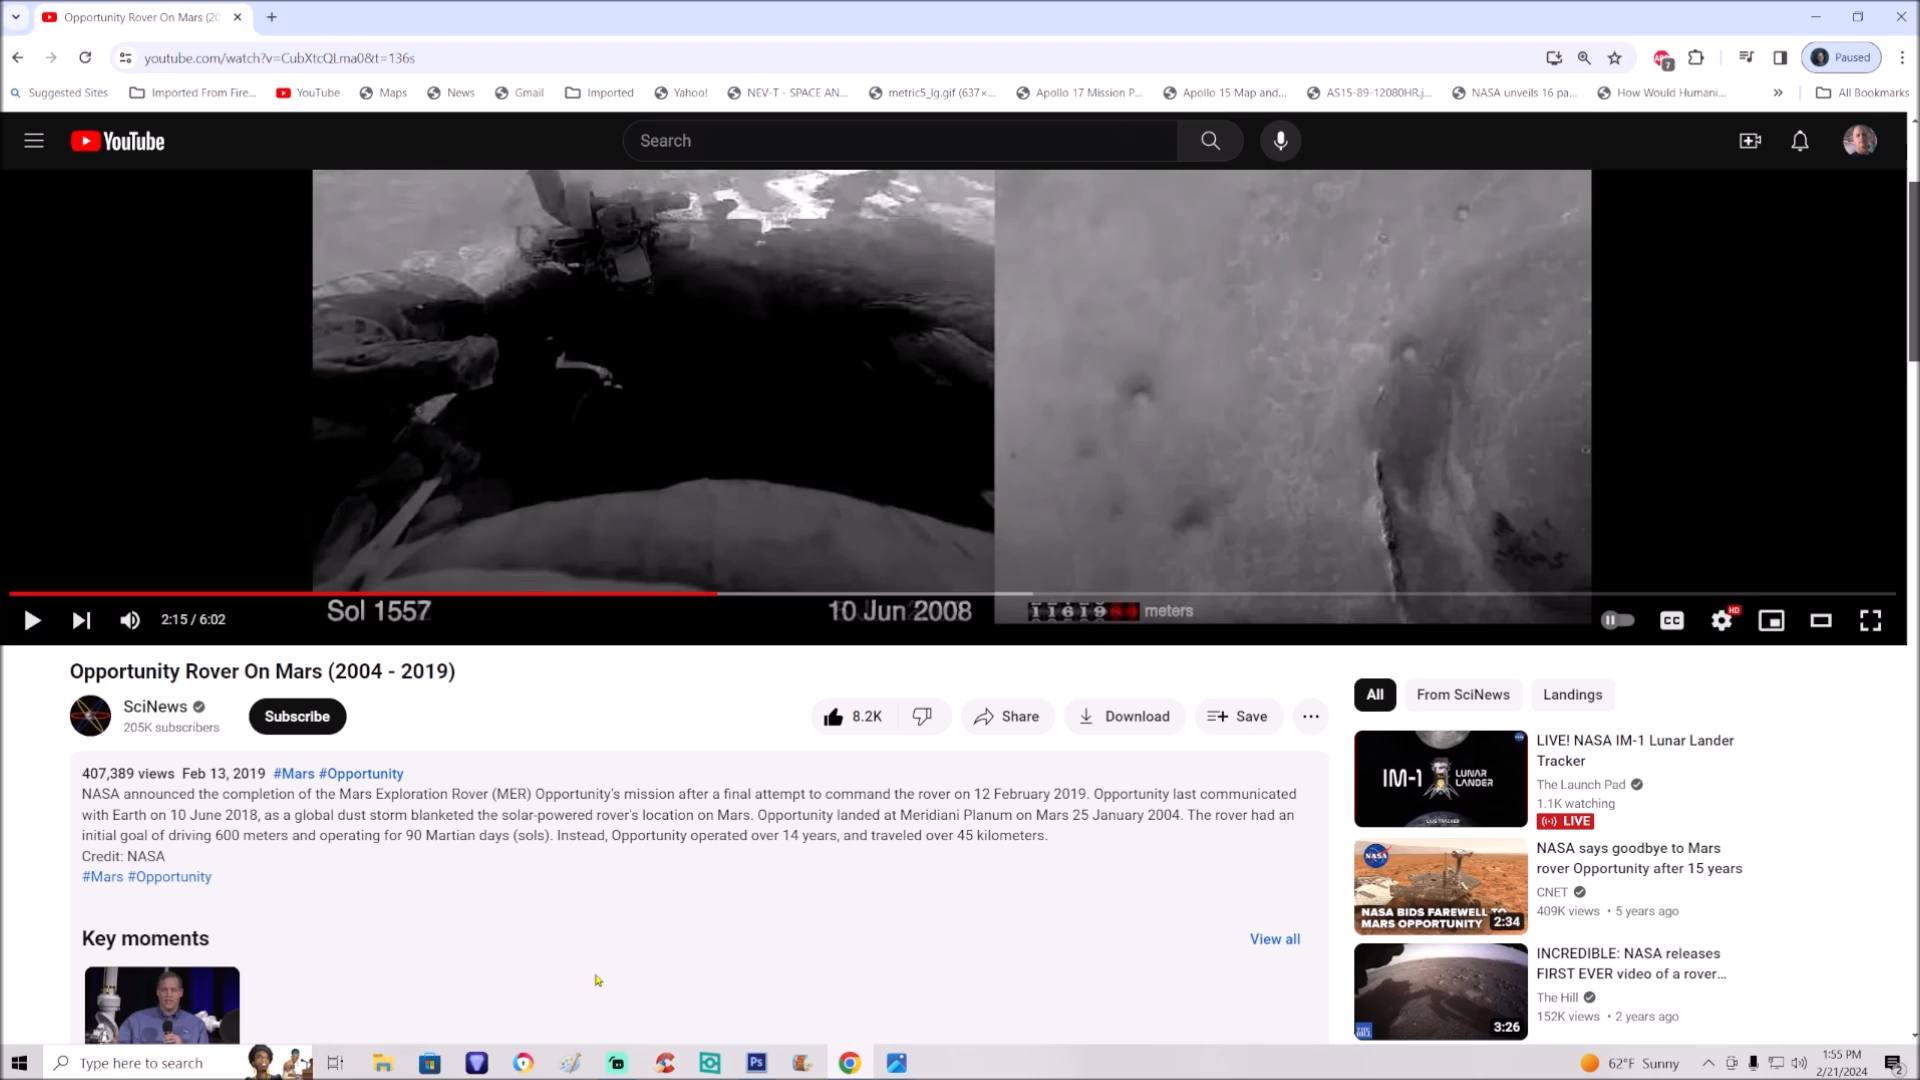 Opportunity Rover On Mars (20
youtube.com/watch?v=CubXtcQLma0&t=136s
7
Paused
Suggested Sites
Imported From Fire...
YouTube
Maps
News
Gmail
Imported
Yahoo!
NEV-T - SPACE AN...
metric5_lg.gif (637×...
Apollo 17 Mission P...
Apollo 15 Map and...
AS15-89-12080HR.j...
NASA unveils 16 pa...
How Would Humani...
»
All Bookmarks
YouTube
Search
Sol 1557
10 Jun 2008
meters
2:15 / 6:02
CC
HD
Opportunity Rover On Mars (2004 - 2019)
SciNews
205K subscribers
Subscribe
8.2K
Share
Download
Save
407,389 views Feb 13, 2019 #Mars #Opportunity
NASA announced the completion of the Mars Exploration Rover (MER) Opportunity's mission after a final attempt to command the rover on 12 February 2019. Opportunity last communicated
with Earth on 10 June 2018, as a global dust storm blanketed the solar-powered rover's location on Mars. Opportunity landed at Meridiani Planum on Mars 25 January 2004. The rover had an
initial goal of driving 600 meters and operating for 90 Martian days (sols). Instead, Opportunity operated over 14 years, and traveled over 45 kilometers.
Credit: NASA
#Mars #Opportunity
Key moments
View all
All
From SciNews
Landings
IM-1 LUNAR LANDER
LIVE! NASA IM-1 Lunar Lander
Tracker
The Launch Pad
1.1K watching
LIVE
NASA
NASA BIDS FAREWELL TO
MARS OPPORTUNITY
2:34
NASA says goodbye to Mars
rover Opportunity after 15 years
CNET
409K views • 5 years ago
THE HILL
3:26
INCREDIBLE: NASA releases
FIRST EVER video of a rover...
The Hill
152K views • 2 years ago
Type here to search
Ps
62°F Sunny
1:55 PM
2/21/2024
2